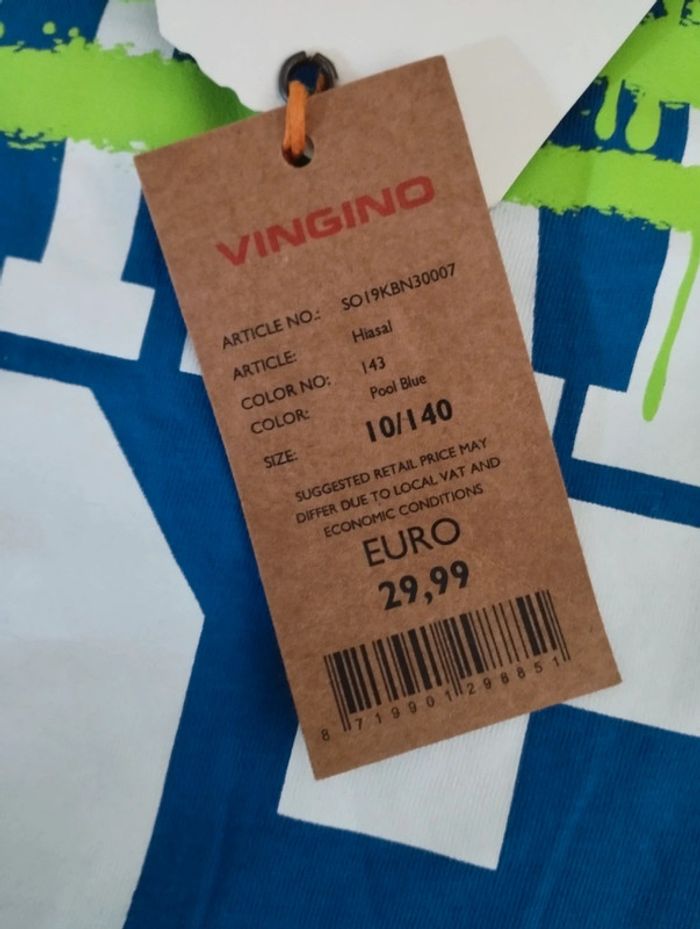 VINGINO
ARTICLE NO.: SO19KBN30007
ARTICLE: Hiasal
COLOR NO: 143
COLOR: Pool Blue
SIZE: 10/140
SUGGESTED RETAIL PRICE MAY
DIFFER DUE TO LOCAL VAT AND
ECONOMIC CONDITIONS
EURO
29,99
8 719901 298851